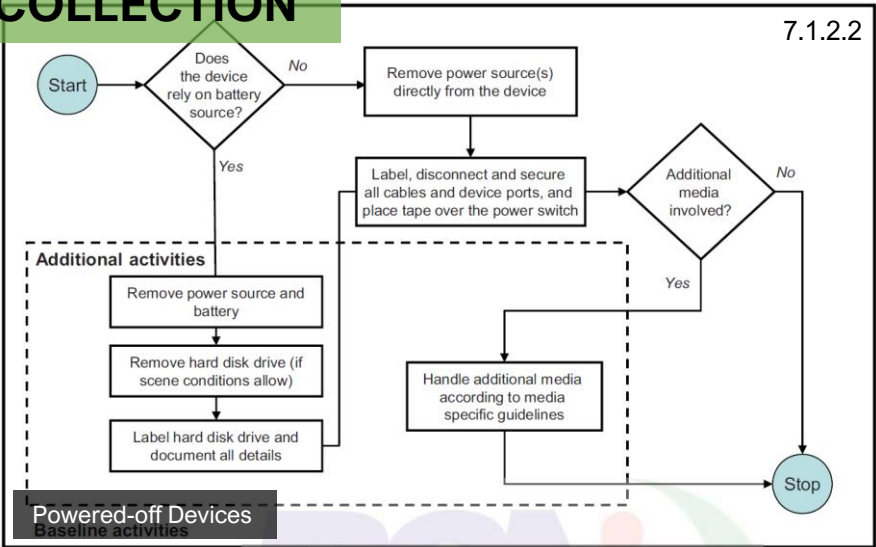 COLLECTION
7.1.2.2
Start
Does
the device
rely on battery
source?
No
Remove power source(s)
directly from the device
Yes
Label, disconnect and secure
all cables and device ports, and
place tape over the power switch
Additional
media
involved?
No
Yes
Additional activities
Remove power source and
battery
Remove hard disk drive (if
scene conditions allow)
Label hard disk drive and
document all details
Handle additional media
according to media
specific guidelines
Stop
Powered-off Devices
Baseline activities